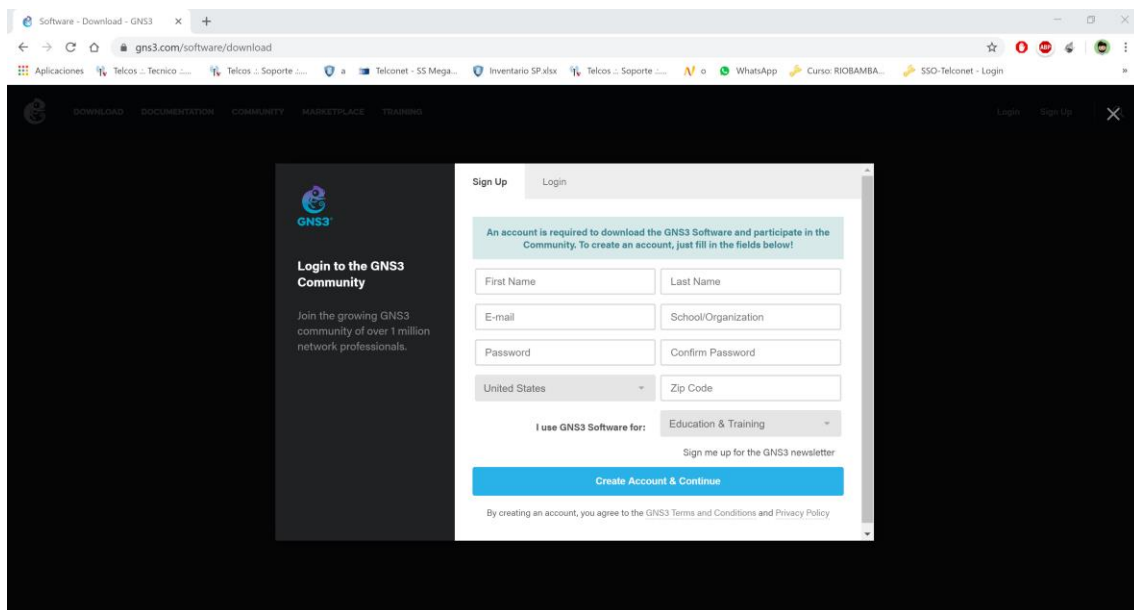 Software - Download - GNS3
gns3.com/software/download
Aplicaciones
Telcos .:. Tecnico :...
Telcos .:. Soporte :...
a
Telconet - SS Mega...
Inventario SP.xlsx
Telcos .:. Soporte :...
o
WhatsApp
Curso: RIOBAMBA...
SSO-Telconet - Login
»
DOWNLOAD
DOCUMENTATION
COMMUNITY
MARKETPLACE
TRAINING
Login
Sign Up
GNS3
Login to the GNS3
Community
Join the growing GNS3
community of over 1 million
network professionals.
Sign Up
Login
An account is required to download the GNS3 Software and participate in the
Community. To create an account, just fill in the fields below!
First Name
Last Name
E-mail
School/Organization
Password
Confirm Password
United States
Zip Code
I use GNS3 Software for:
Education & Training
Sign me up for the GNS3 newsletter
Create Account & Continue
By creating an account, you agree to the GNS3 Terms and Conditions and Privacy Policy